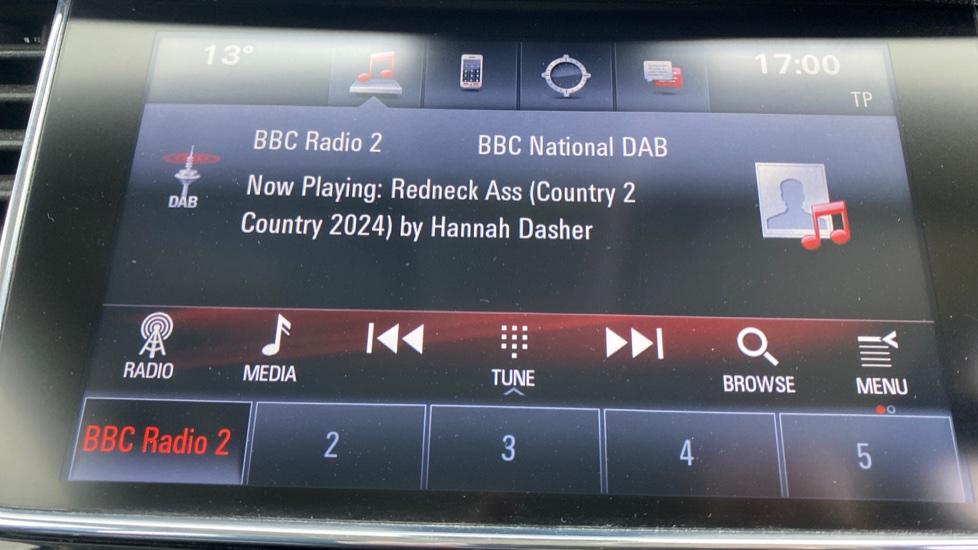 13°
17:00
TP
BBC Radio 2
BBC National DAB
DAB
Now Playing: Redneck Ass (Country 2
Country 2024) by Hannah Dasher
RADIO
MEDIA
TUNE
BROWSE
MENU
BBC Radio 2
2
3
4
5